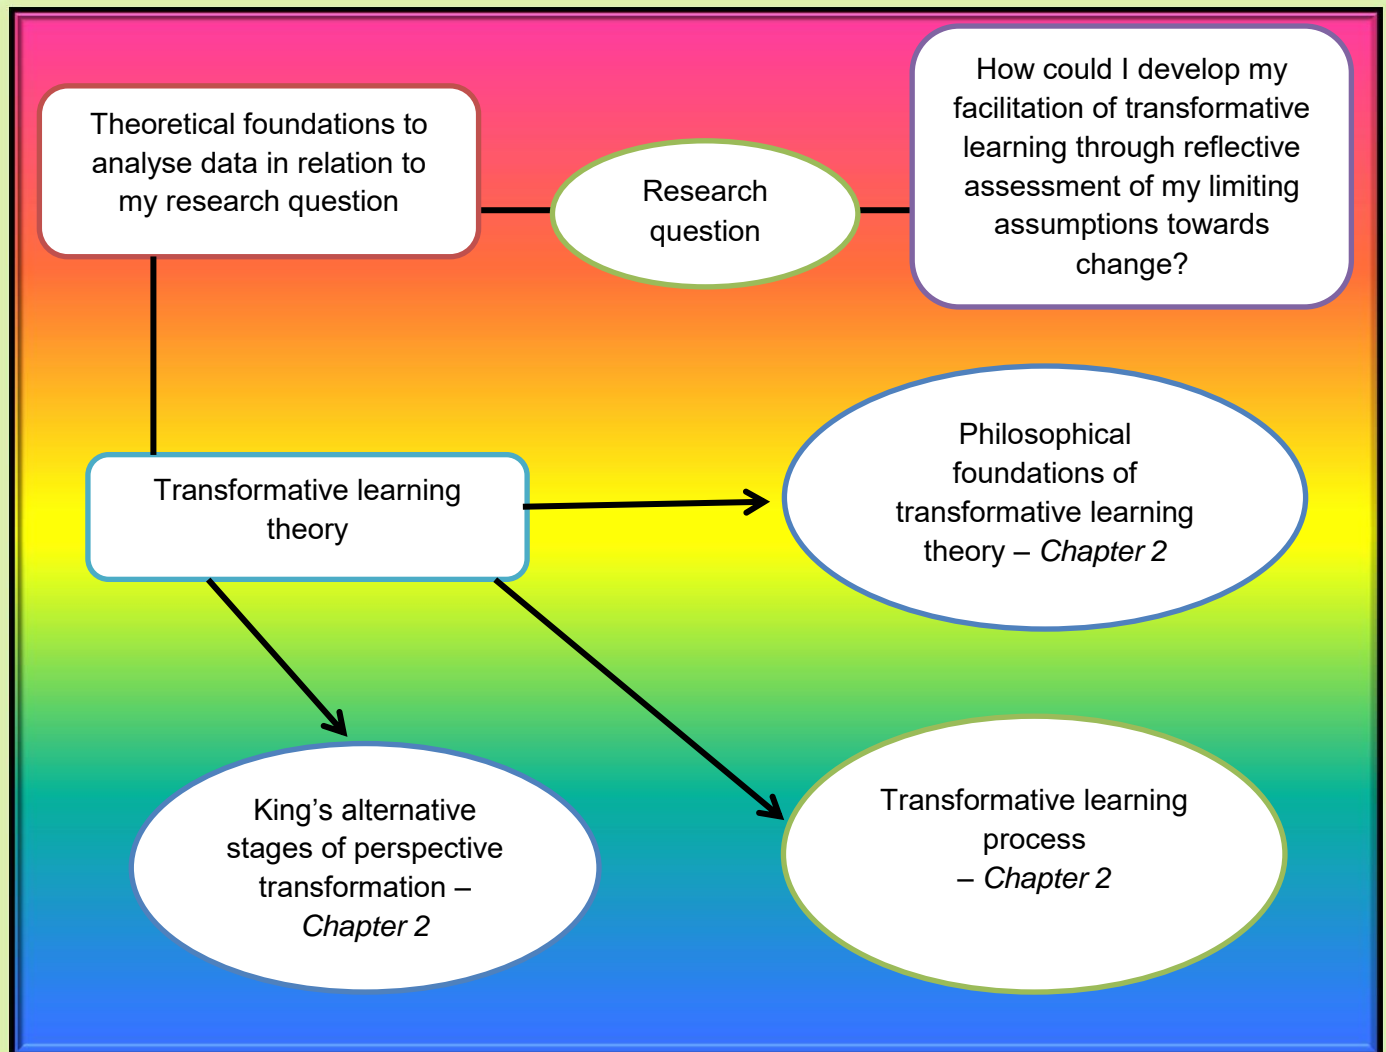 Theoretical foundations to
analyse data in relation to
my research question
Research
question
How could I develop my
facilitation of transformative
learning through reflective
assessment of my limiting
assumptions towards
change?
Transformative learning
theory
Philosophical
foundations of
transformative learning
theory – Chapter 2
King’s alternative
stages of perspective
transformation –
Chapter 2
Transformative learning
process
– Chapter 2